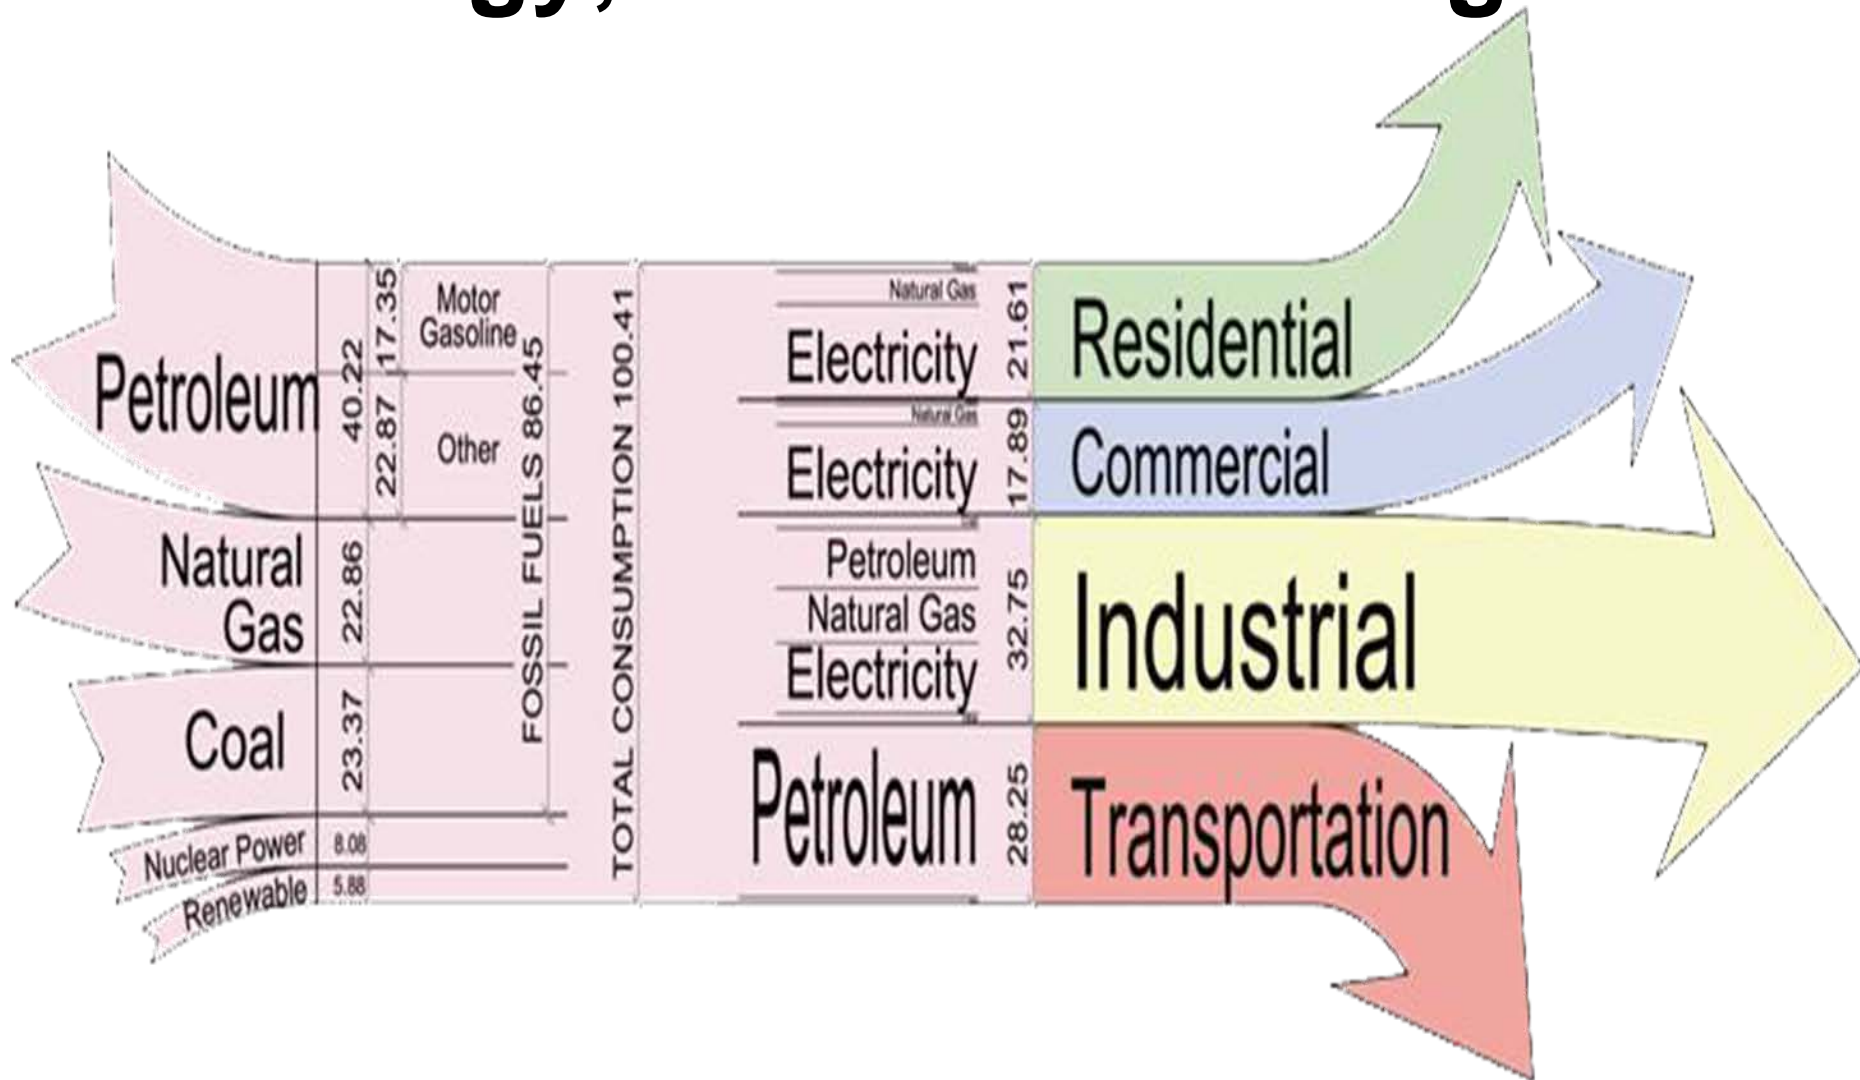 Petroleum
40.22
17.35
22.87
Motor
Gasoline
Other
Natural
Gas
22.86
Coal
23.37
Nuclear Power
8.08
Renewable
5.88
FOSSIL FUELS 86.45
TOTAL CONSUMPTION 100.41
Natural Gas
Electricity
21.61
Residential
Natural Gas
Electricity
17.89
Commercial
Petroleum
Natural Gas
Electricity
32.75
Industrial
Petroleum
28.25
Transportation